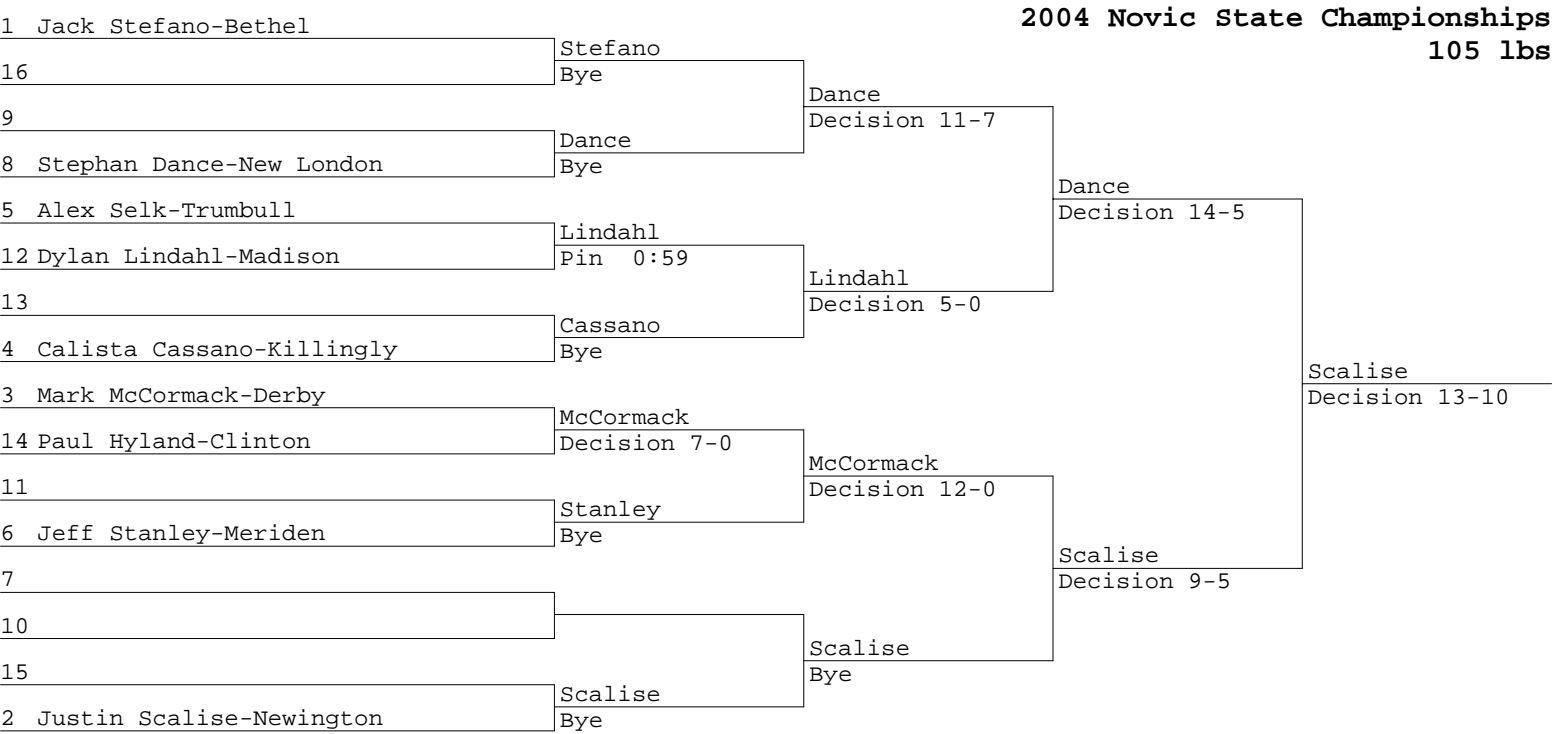 2004 Novic State Championships
105 lbs
1 Jack Stefano-Bethel
16
9
8 Stephan Dance-New London
5 Alex Selk-Trumbull
12 Dylan Lindahl-Madison
13
4 Calista Cassano-Killingly
3 Mark McCormack-Derby
14 Paul Hyland-Clinton
11
6 Jeff Stanley-Meriden
7
10
15
2 Justin Scalise-Newington
Stefano
Bye
Dance
Bye
Lindahl
Pin 0:59
Cassano
Bye
McCormack
Decision 7-0
Stanley
Bye
Scalise
Bye
Dance
Decision 11-7
Lindahl
Decision 5-0
McCormack
Decision 12-0
Scalise
Bye
Dance
Decision 14-5
Scalise
Decision 9-5
Scalise
Decision 13-10